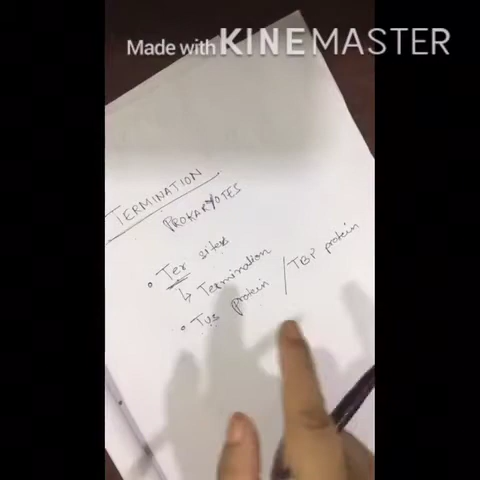 Made with KINEMASTER
TERMINATION
PROKARYOTES
• Ter sites
↳ Termination
• Tus protein / TBP protein